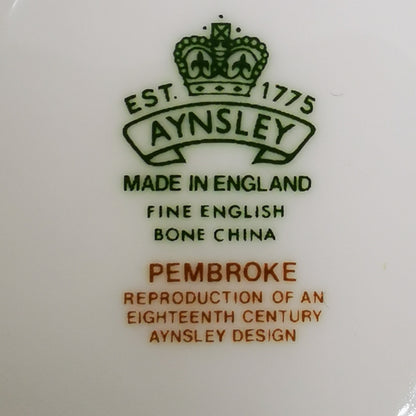 EST. 1775
AYNSLEY
MADE IN ENGLAND
FINE ENGLISH
BONE CHINA
PEMBROKE
REPRODUCTION OF AN
EIGHTEENTH CENTURY
AYNSLEY DESIGN